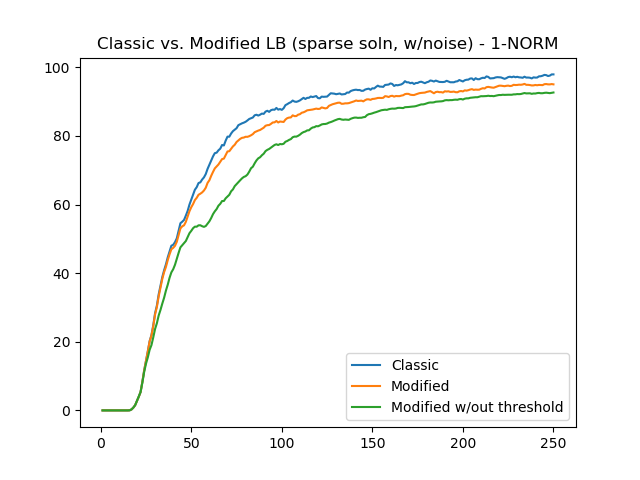 Classic vs. Modified LB (sparse soln, w/noise) - 1-NORM
100
80
60
40
20
0
Classic
Modified
Modified w/out threshold
0 50 100 150 200 250